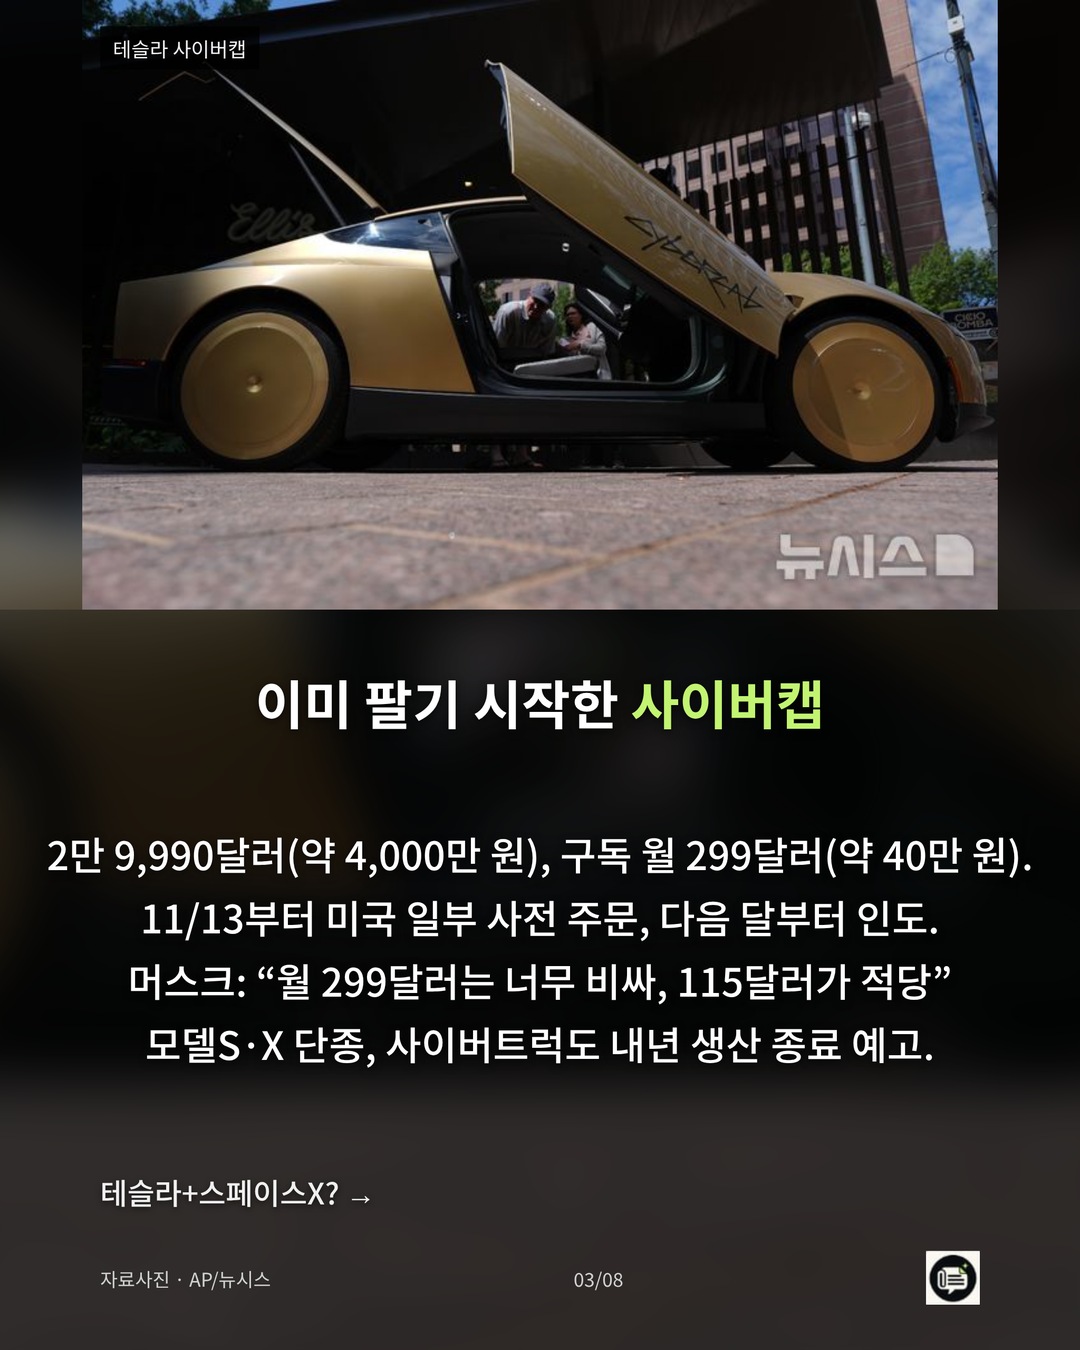 테슬라 사이버캡
Ellis
CYBERCAB
CIELO
BOMBA
뉴시스
이미 팔기 시작한 사이버캡
2만 9,990달러(약 4,000만 원), 구독 월 299달러(약 40만 원).
11/13부터 미국 일부 사전 주문, 다음 달부터 인도.
머스크: “월 299달러는 너무 비싸, 115달러가 적당”
모델S·X 단종, 사이버트럭도 내년 생산 종료 예고.
테슬라+스페이스X? →
자료사진 · AP/뉴시스
03/08